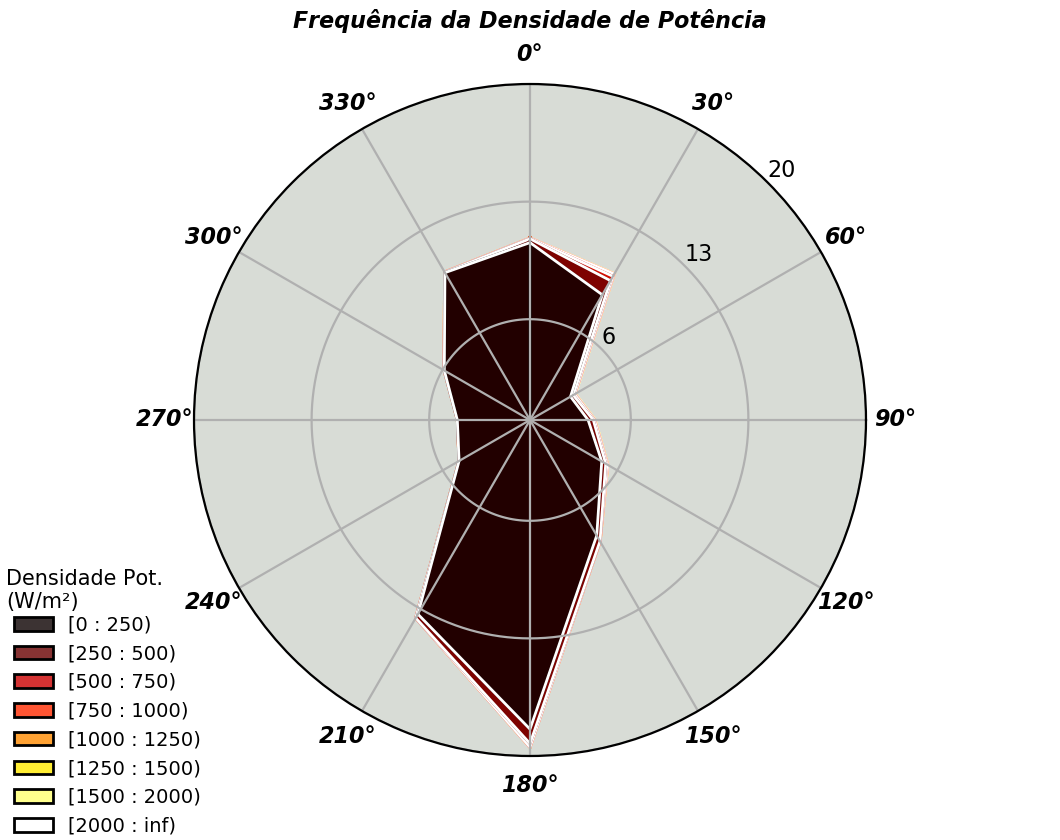 Frequência da Densidade de Potência
0°
330°
30°
20
300°
60°
13
6
270°
90°
Densidade Pot.
(W/m²)
240°
120°
[0 : 250)
[250 : 500)
[500 : 750)
[750 : 1000)
210°
150°
[1000 : 1250)
[1250 : 1500)
180°
[1500 : 2000)
[2000 : inf)